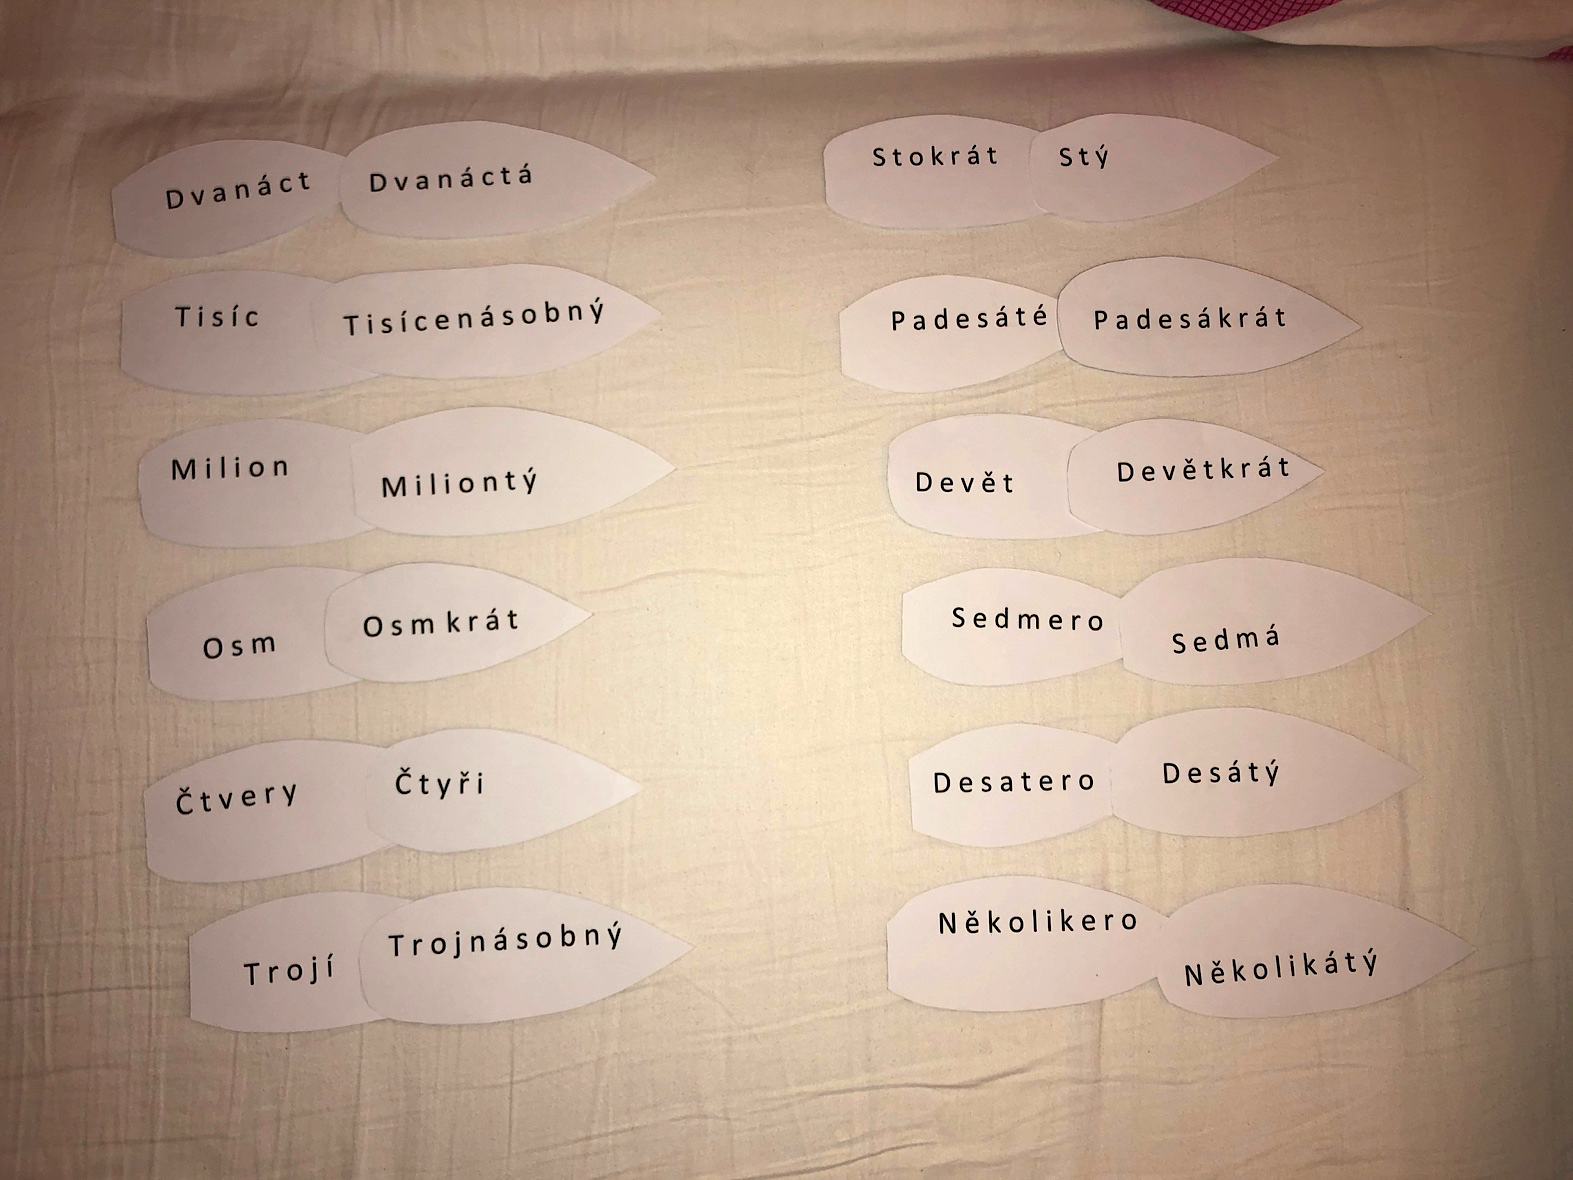 Dvanáct Dvanáctá
Tisíc Tisícenásobný
Milion Miliontý
Osm Osmkrát
Čtvery Čtyři
Trojí Trojnásobný
Stokrát Stý
Padesáté Padesákrát
Devět Devětkrát
Sedmero Sedmá
Desatero Desátý
Několikero Několikátý